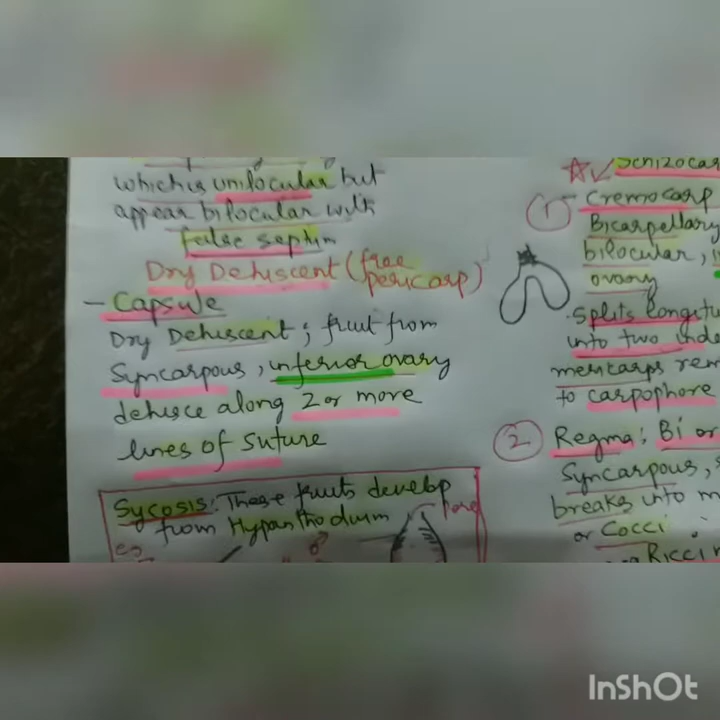 which is unilocular but
appear bilocular with
false septum
Dry Dehiscent (free pericarp)
- Capsule
Dry Dehiscent; fruit from
Syncarpous, inferior ovary
dehisce along 2 or more
lines of Suture
Sycosis: These fruits develop
from Hypanthodium
eg
Pore
Schizocar
① Cremocarp
Bicarpellary
bilocular, i
ovary
splits longitu
into two inde
mericarps rem
to carpophore
② Regma: Bi or
Syncarpous, s
breaks into m
or Cocci
Ricin
InShOt